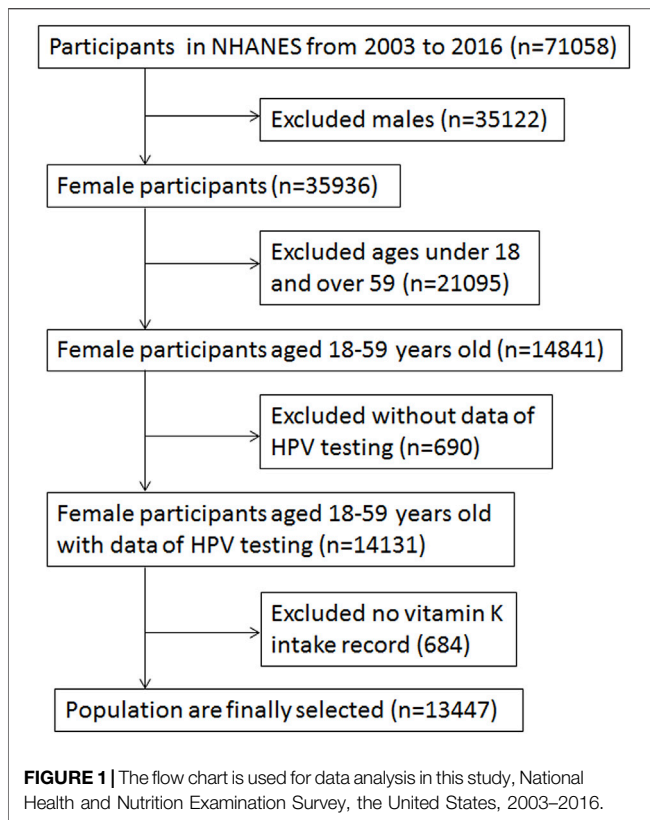 Participants in NHANES from 2003 to 2016 (n=71058)
Excluded males (n=35122)
Female participants (n=35936)
Excluded ages under 18
and over 59 (n=21095)
Female participants aged 18-59 years old (n=14841)
Excluded without data of
HPV testing (n=690)
Female participants aged 18-59 years old
with data of HPV testing (n=14131)
Excluded no vitamin K
intake record (684)
Population are finally selected (n=13447)
FIGURE 1 | The flow chart is used for data analysis in this study, National
Health and Nutrition Examination Survey, the United States, 2003–2016.